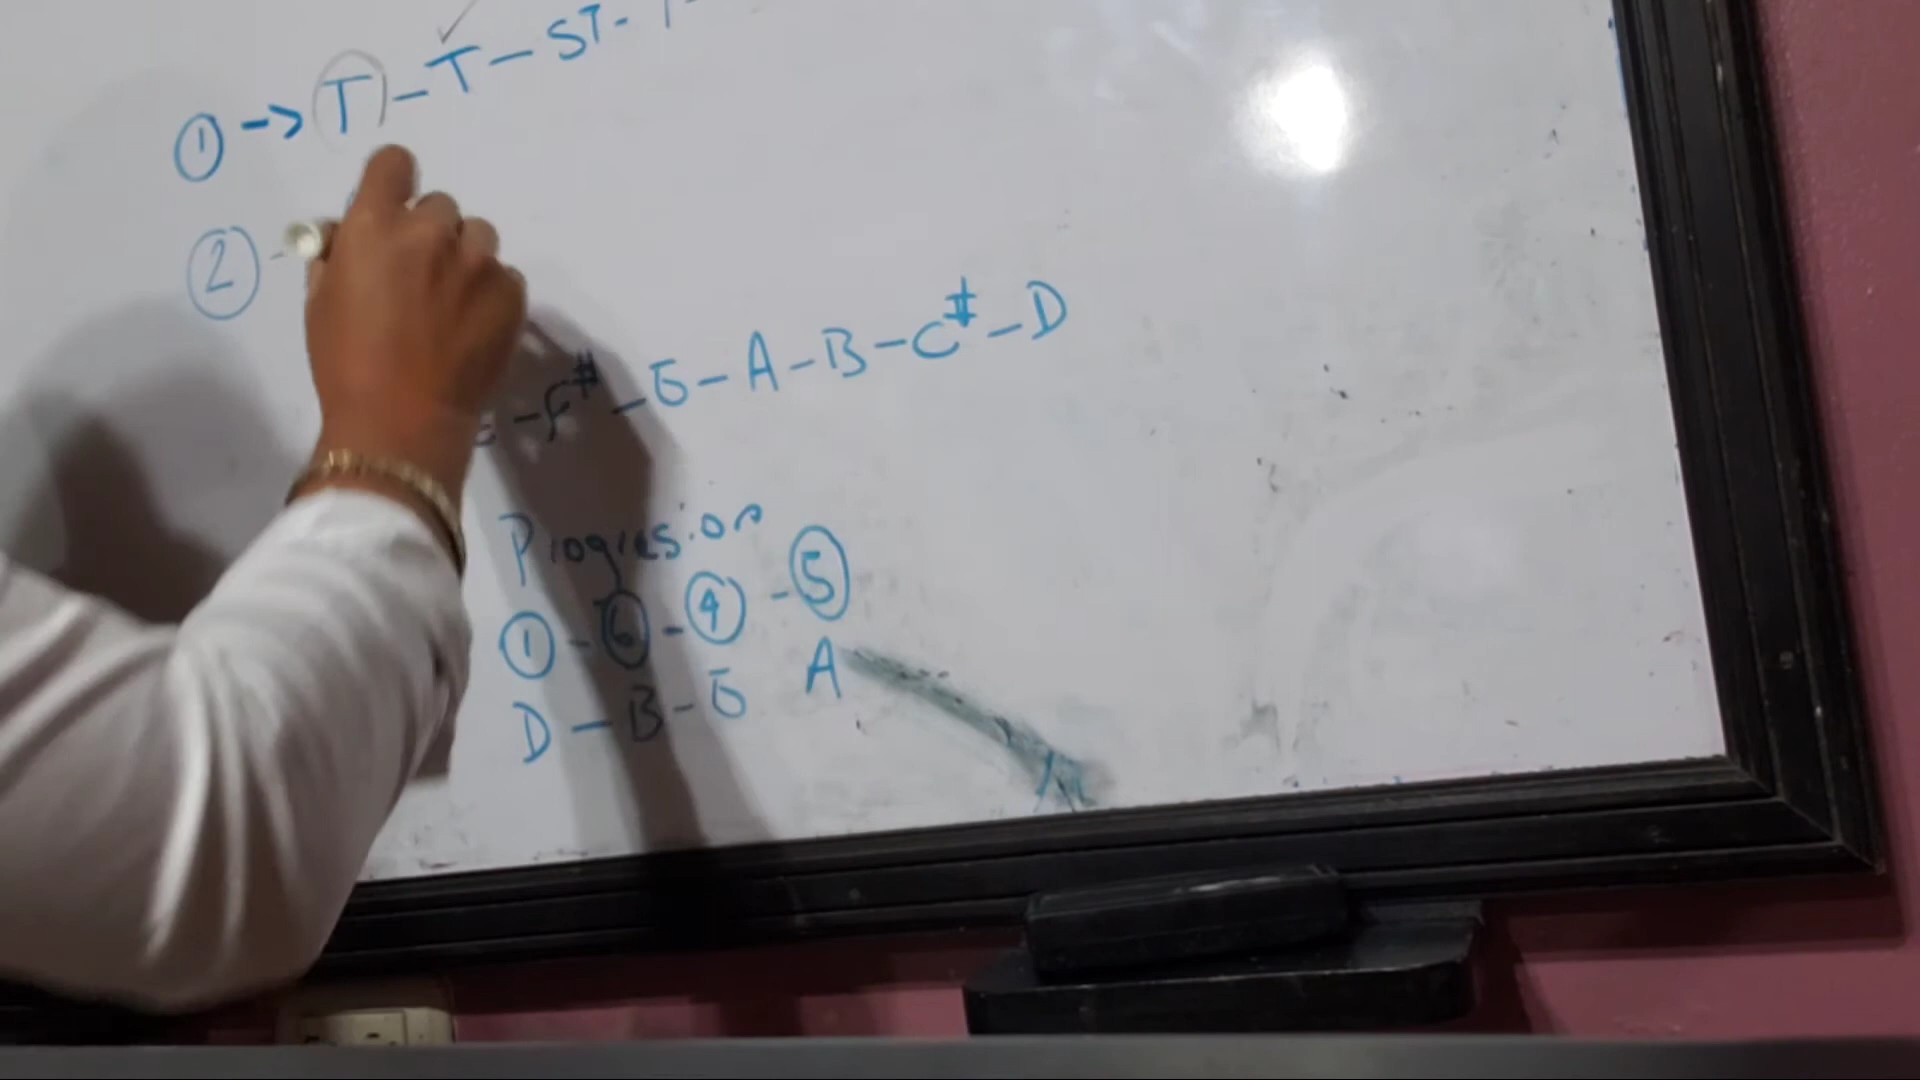 ① -> T - T - ST -
② -
- F# - G - A - B - C# - D
Progresion
① - ⑥ - ④ - ⑤
D - B - G A